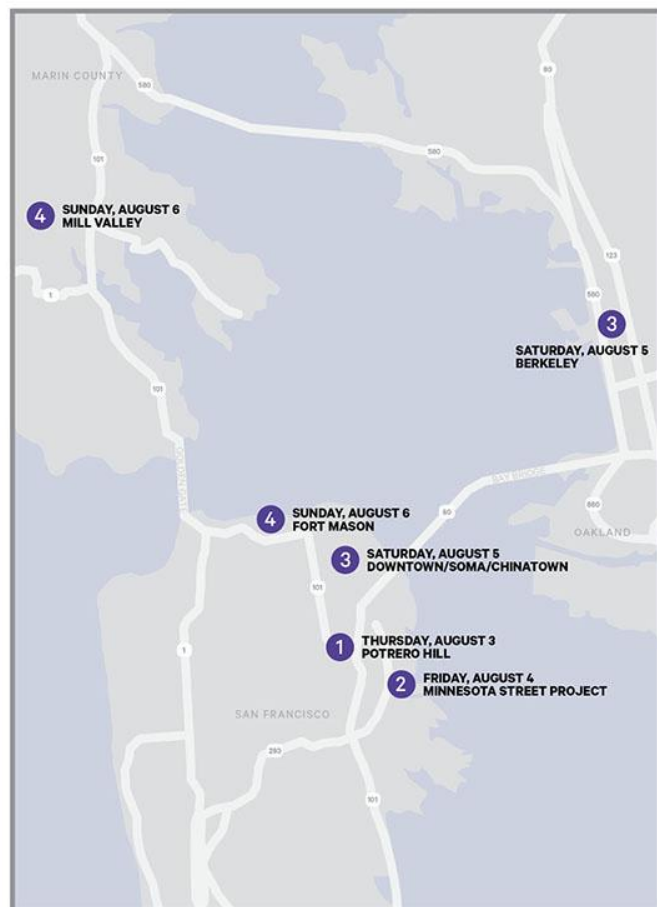 MARIN COUNTY
580
80
101
580
4 SUNDAY, AUGUST 6
MILL VALLEY
123
1
580
3
SATURDAY, AUGUST 5
BERKELEY
101
GOLDEN GATE
BAY BRIDGE
880
80
OAKLAND
4 SUNDAY, AUGUST 6
FORT MASON
3 SATURDAY, AUGUST 5
DOWNTOWN/SOMA/CHINATOWN
101
1 THURSDAY, AUGUST 3
POTRERO HILL
1
2 FRIDAY, AUGUST 4
MINNESOTA STREET PROJECT
SAN FRANCISCO
280
101